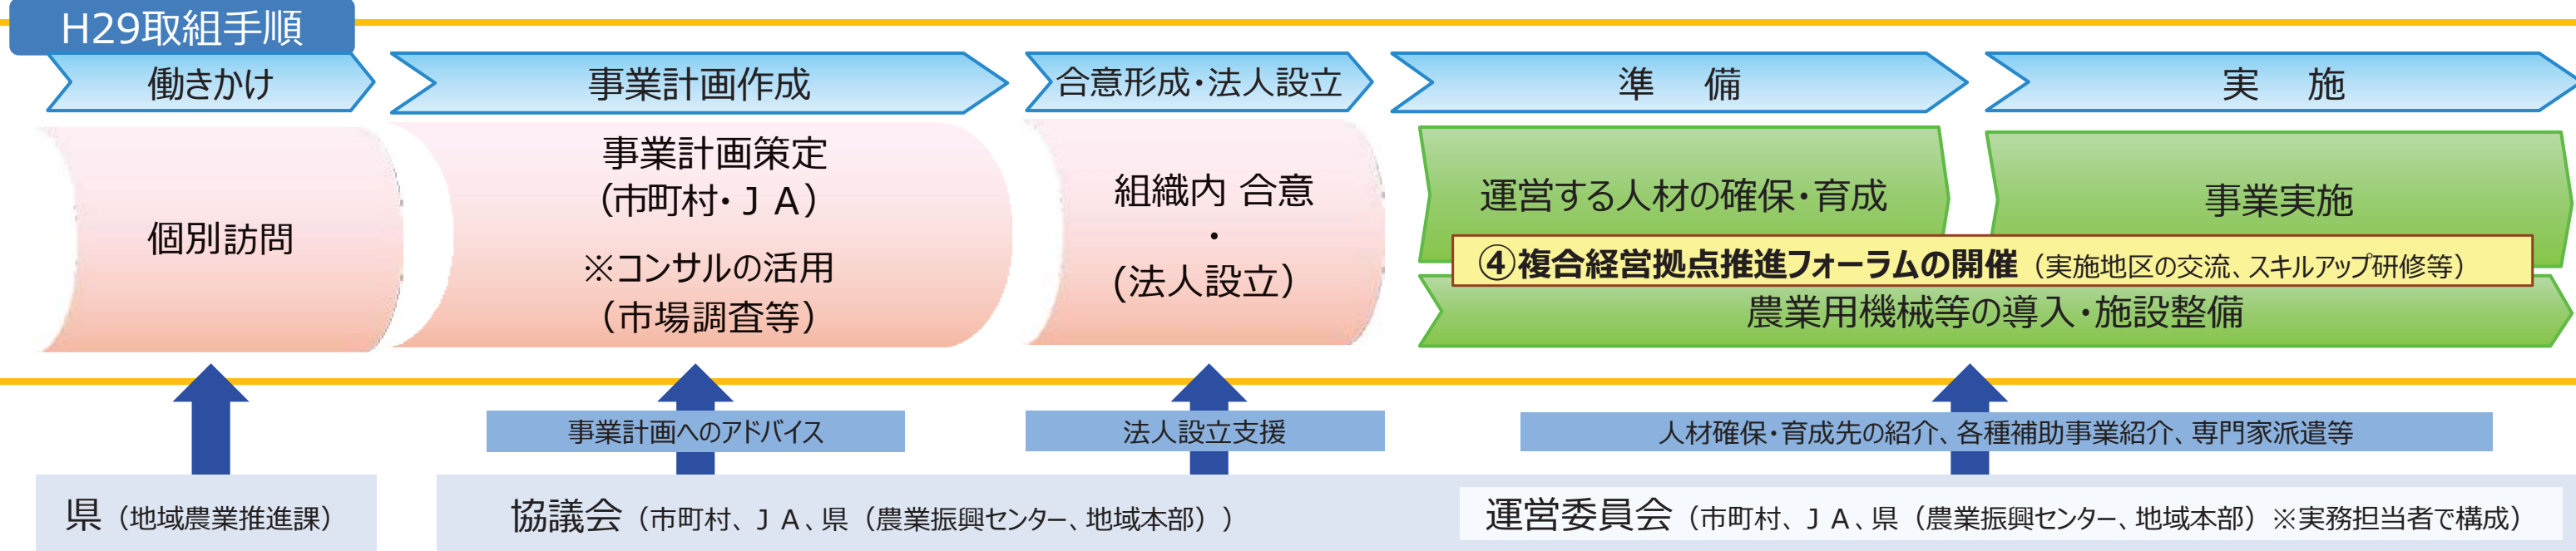 H29取組手順
働きかけ
事業計画作成
合意形成・法人設立
準　備
実　施
個別訪問
事業計画策定
(市町村・ＪＡ)
※コンサルの活用
(市場調査等)
組織内 合意
・
(法人設立)
運営する人材の確保・育成
事業実施
④複合経営拠点推進フォーラムの開催（実施地区の交流、スキルアップ研修等）
農業用機械等の導入・施設整備
事業計画へのアドバイス
法人設立支援
人材確保・育成先の紹介、各種補助事業紹介、専門家派遣等
県（地域農業推進課）
協議会（市町村、ＪＡ、県（農業振興センター、地域本部））
運営委員会（市町村、ＪＡ、県（農業振興センター、地域本部）※実務担当者で構成）